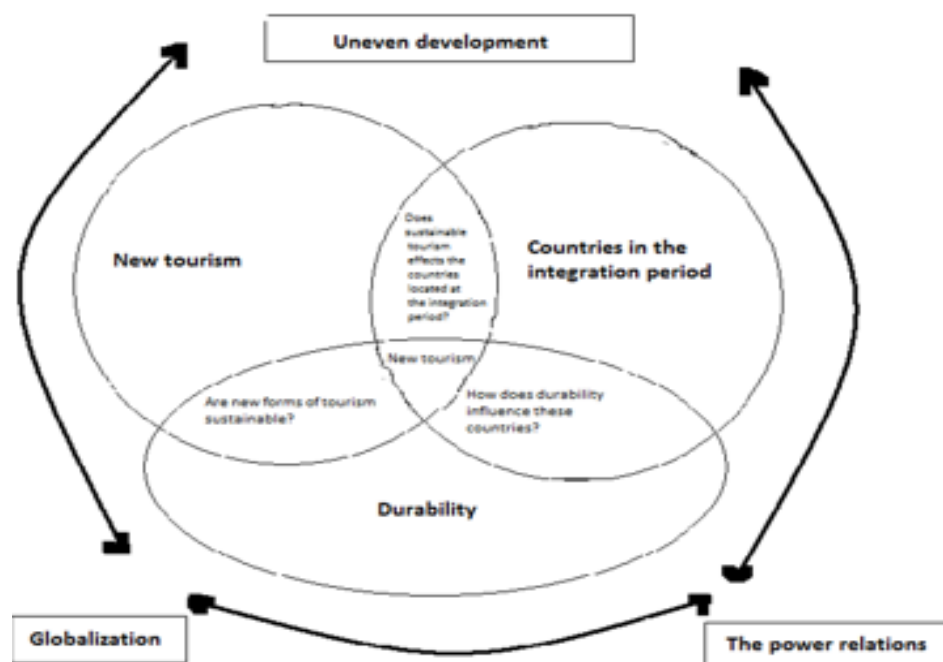 Uneven development
New tourism
Does
sustainable
tourism
effects the
countries
located at
the integration
period?
Countries in the
integration period
New tourism
Are new forms of tourism
sustainable?
How does durability
influence these
countries?
Durability
Globalization
The power relations